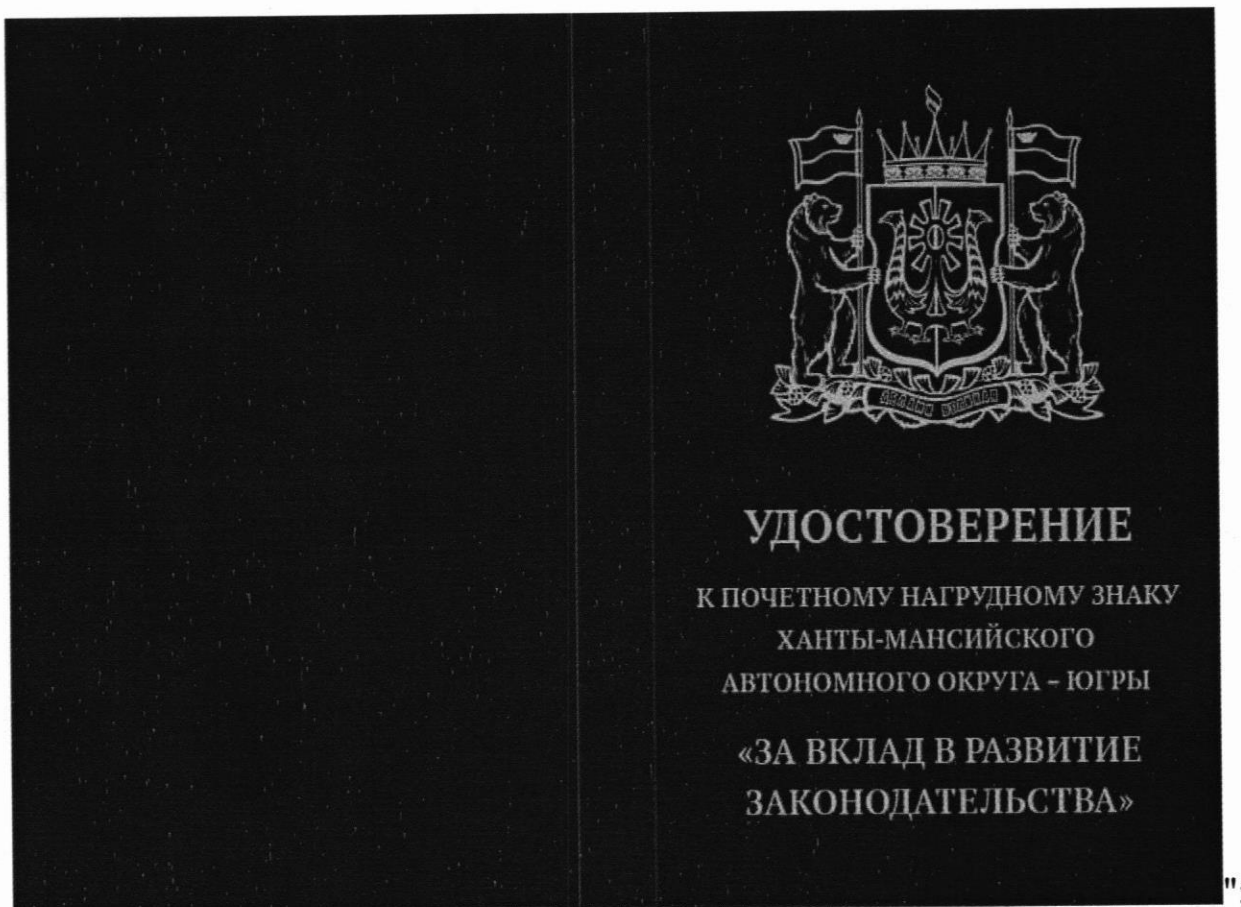 УДОСТОВЕРЕНИЕ
К ПОЧЕТНОМУ НАГРУДНОМУ ЗНАКУ
ХАНТЫ-МАНСИЙСКОГО
АВТОНОМНОГО ОКРУГА – ЮГРЫ
«ЗА ВКЛАД В РАЗВИТИЕ
ЗАКОНОДАТЕЛЬСТВА»
";